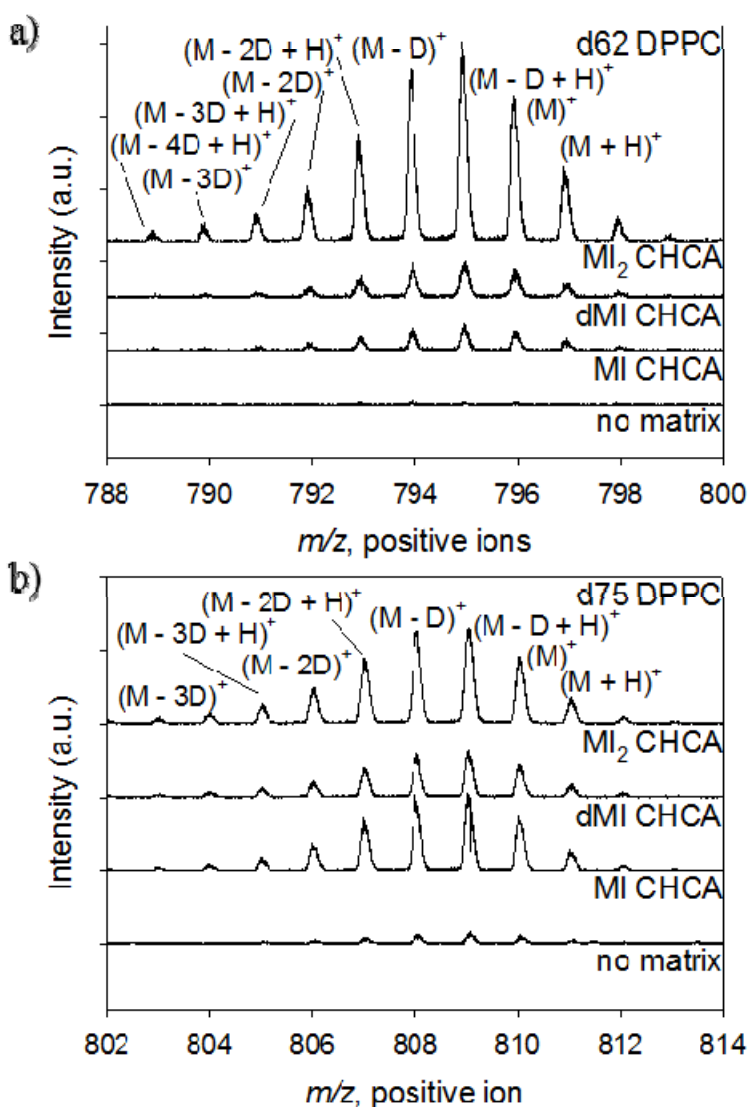 a)
d62 DPPC
(M - 2D + H)⁺
(M - D)⁺
(M - 2D)⁺
(M - D + H)⁺
(M - 3D + H)⁺
(M)⁺
(M - 4D + H)⁺
(M + H)⁺
(M - 3D)⁺
Intensity (a.u.)
MI₂ CHCA
dMI CHCA
MI CHCA
no matrix
788 790 792 794 796 798 800
m/z, positive ions
b)
d75 DPPC
(M - 2D + H)⁺
(M - D)⁺
(M - D + H)⁺
(M - 3D + H)⁺
(M - 2D)⁺
(M)⁺
(M - 3D)⁺
(M + H)⁺
Intensity (a.u.)
MI₂ CHCA
dMI CHCA
MI CHCA
no matrix
802 804 806 808 810 812 814
m/z, positive ion